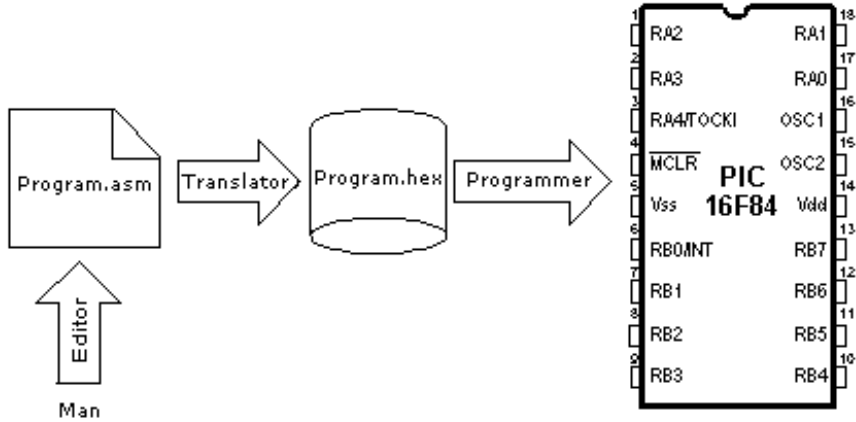 Program.asm
Translator
Program.hex
Programmer
Editor
Man
1 RA2 RA1 18
2 RA3 RA0 17
3 RA4/TOCKI OSC1 16
4 MCLR OSC2 15
PIC
16F84
5 Vss Vdd 14
6 RB0/INT RB7 13
7 RB1 RB6 12
8 RB2 RB5 11
9 RB3 RB4 10